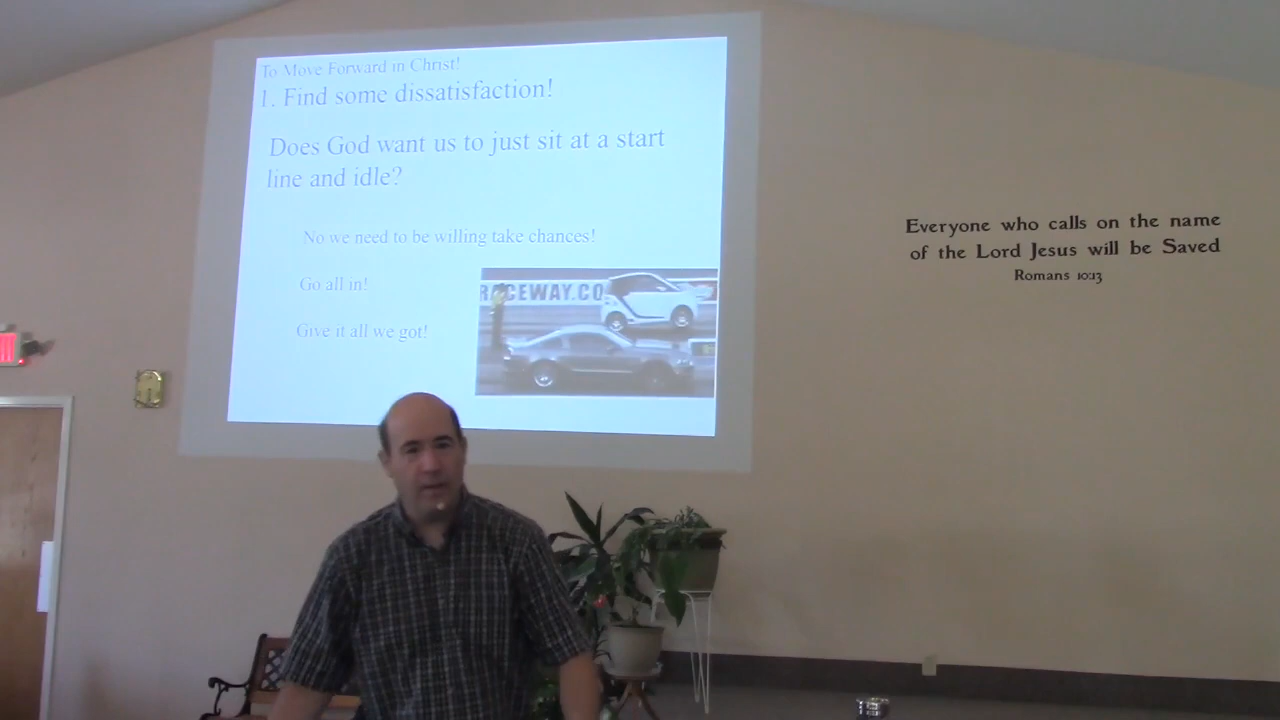 To Move Forward in Christ!
1. Find some dissatisfaction!
Does God want us to just sit at a start
line and idle?
No we need to be willing take chances!
Go all in!
Give it all we got!
RACEWAY.CO
Everyone who calls on the name
of the Lord Jesus will be Saved
Romans 10:13